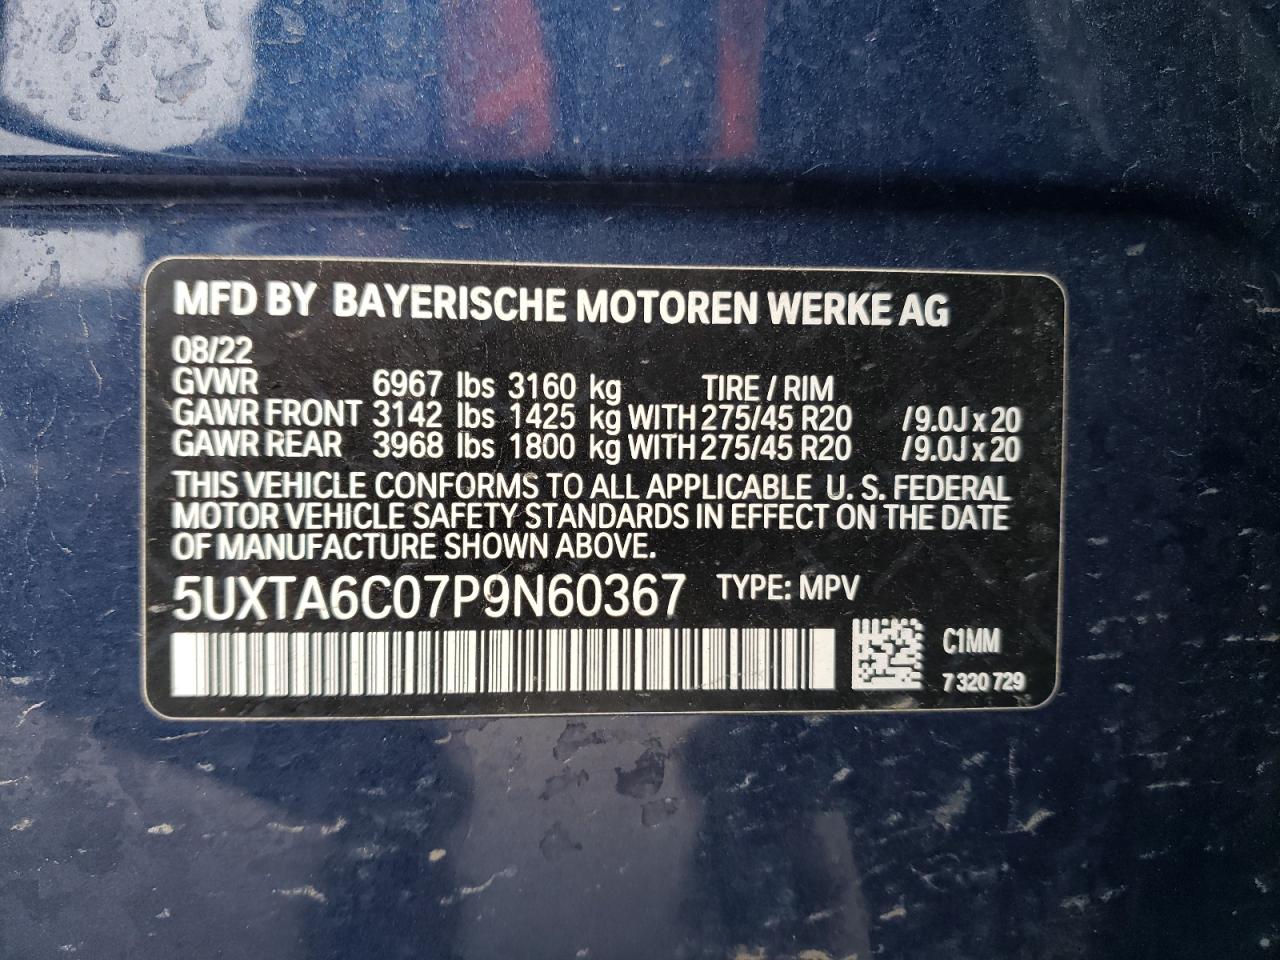 MFD BY BAYERISCHE MOTOREN WERKE AG
08/22
GVWR 6967 lbs 3160 kg TIRE / RIM
GAWR FRONT 3142 lbs 1425 kg WITH 275/45 R20 /9.0J x 20
GAWR REAR 3968 lbs 1800 kg WITH 275/45 R20 /9.0J x 20
THIS VEHICLE CONFORMS TO ALL APPLICABLE U. S. FEDERAL
MOTOR VEHICLE SAFETY STANDARDS IN EFFECT ON THE DATE
OF MANUFACTURE SHOWN ABOVE.
5UXTA6C07P9N60367 TYPE: MPV
C1MM
7 320 729